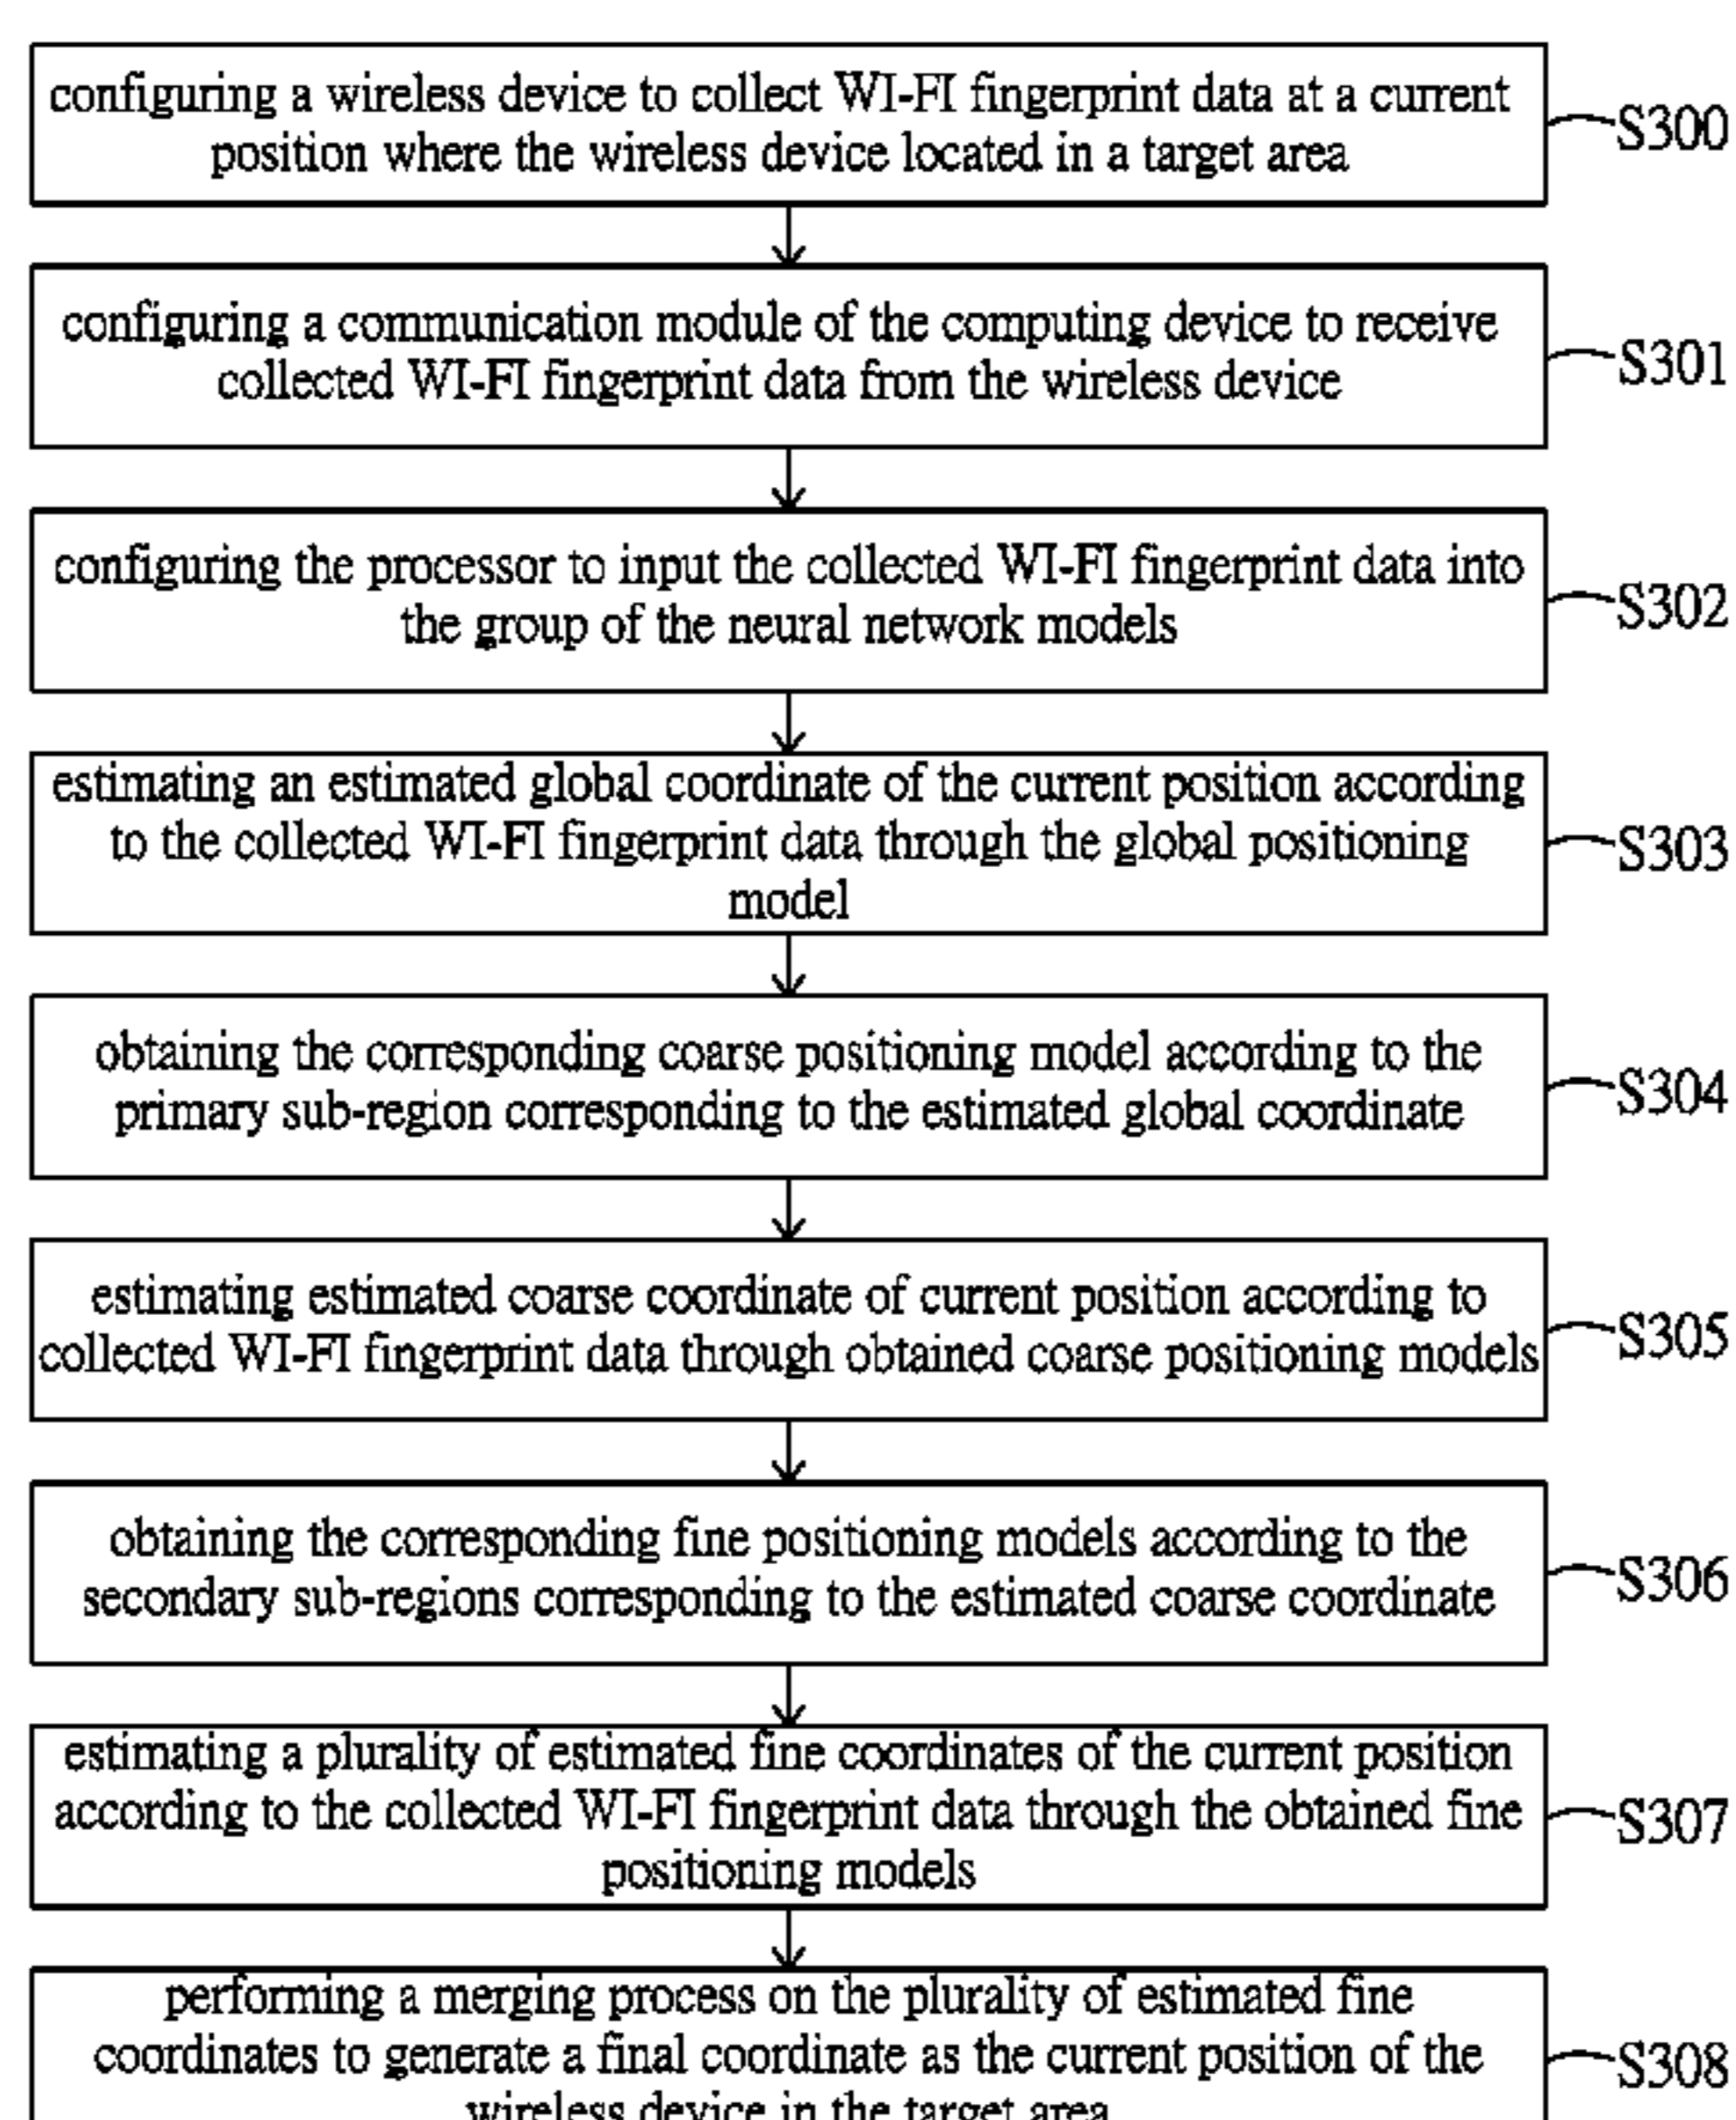 configuring a wireless device to collect WI-FI fingerprint data at a current
position where the wireless device located in a target area
S300
configuring a communication module of the computing device to receive
collected WI-FI fingerprint data from the wireless device
S301
configuring the processor to input the collected WI-FI fingerprint data into
the group of the neural network models
S302
estimating an estimated global coordinate of the current position according
to the collected WI-FI fingerprint data through the global positioning
model
S303
obtaining the corresponding coarse positioning model according to the
primary sub-region corresponding to the estimated global coordinate
S304
estimating estimated coarse coordinate of current position according to
collected WI-FI fingerprint data through obtained coarse positioning models
S305
obtaining the corresponding fine positioning models according to the
secondary sub-regions corresponding to the estimated coarse coordinate
S306
estimating a plurality of estimated fine coordinates of the current position
according to the collected WI-FI fingerprint data through the obtained fine
positioning models
S307
performing a merging process on the plurality of estimated fine
coordinates to generate a final coordinate as the current position of the
wireless device in the target area
S308